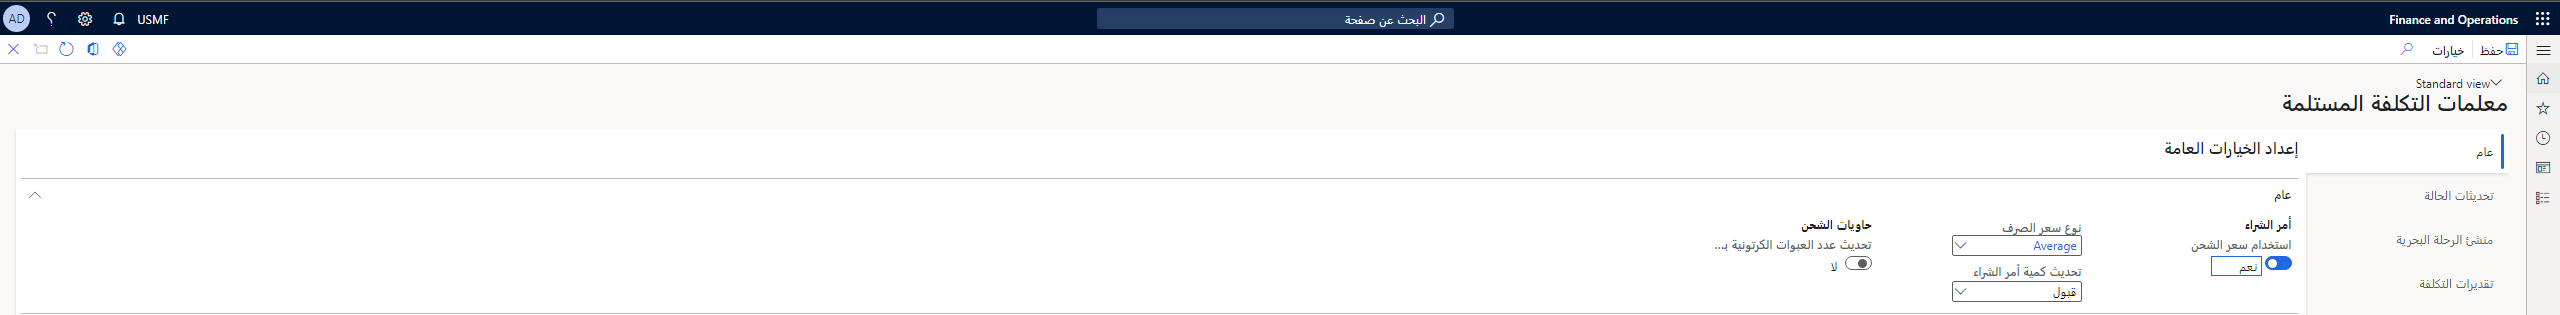 Finance and Operations
البحث عن صفحة
USMF
AD
حفظ
خيارات
Standard view
معلمات التكلفة المستلمة
عام
تحديثات الحالة
منشئ الرحلة البحرية
تقديرات التكلفة
إعداد الخيارات العامة
عام
أمر الشراء
استخدام سعر الشحن
نعم
نوع سعر الصرف
Average
تحديث كمية أمر الشراء
قبول
حاويات الشحن
تحديث عدد العبوات الكرتونية ب...
لا